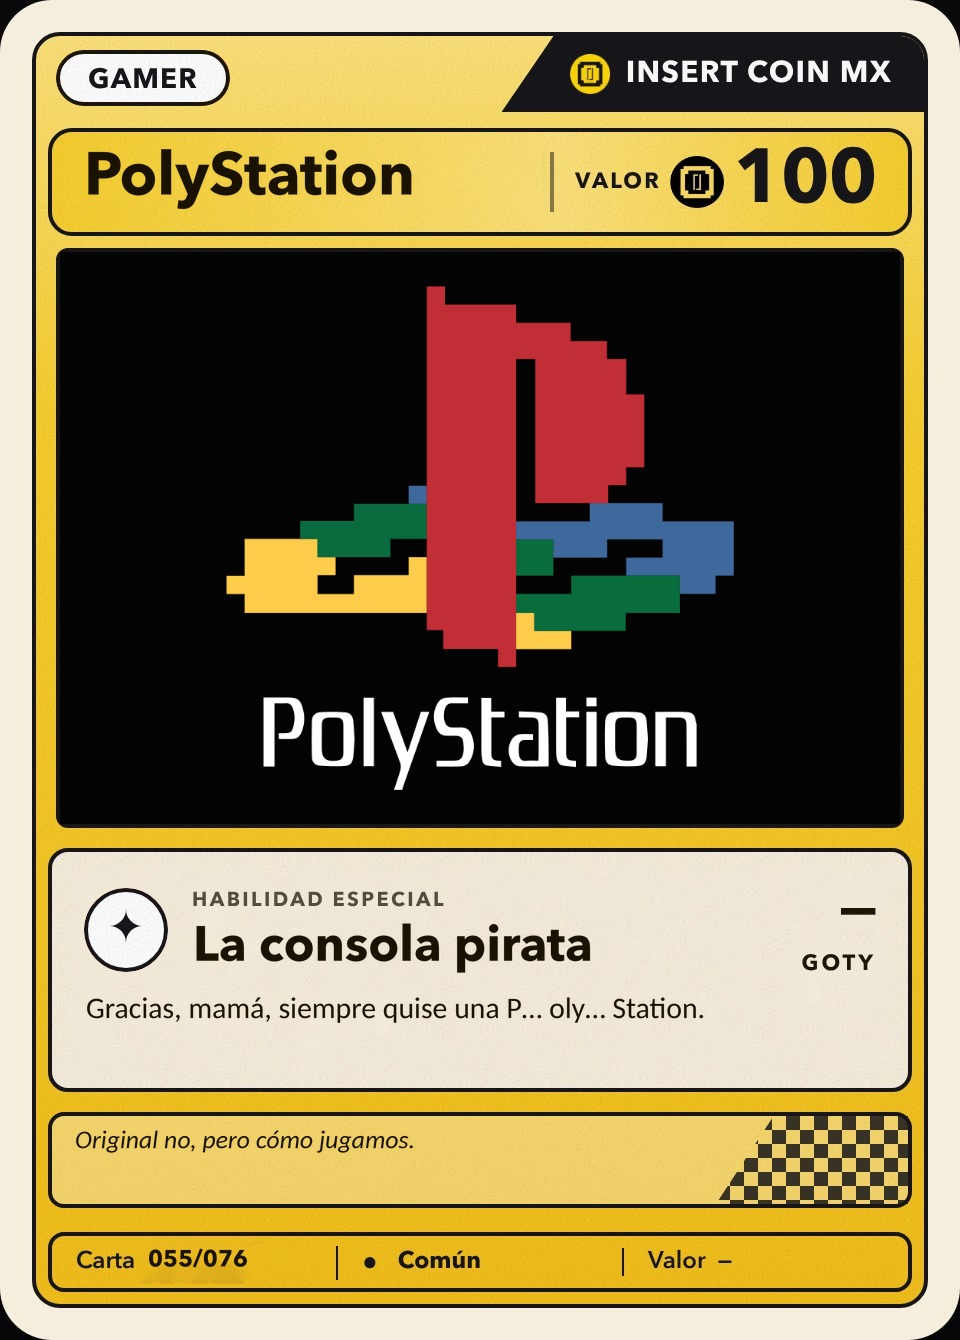 GAMER
INSERT COIN MX
PolyStation
VALOR 100
PolyStation
HABILIDAD ESPECIAL
La consola pirata
–
GOTY
Gracias, mamá, siempre quise una P... oly... Station.
Original no, pero cómo jugamos.
Carta 055/076 • Común Valor –